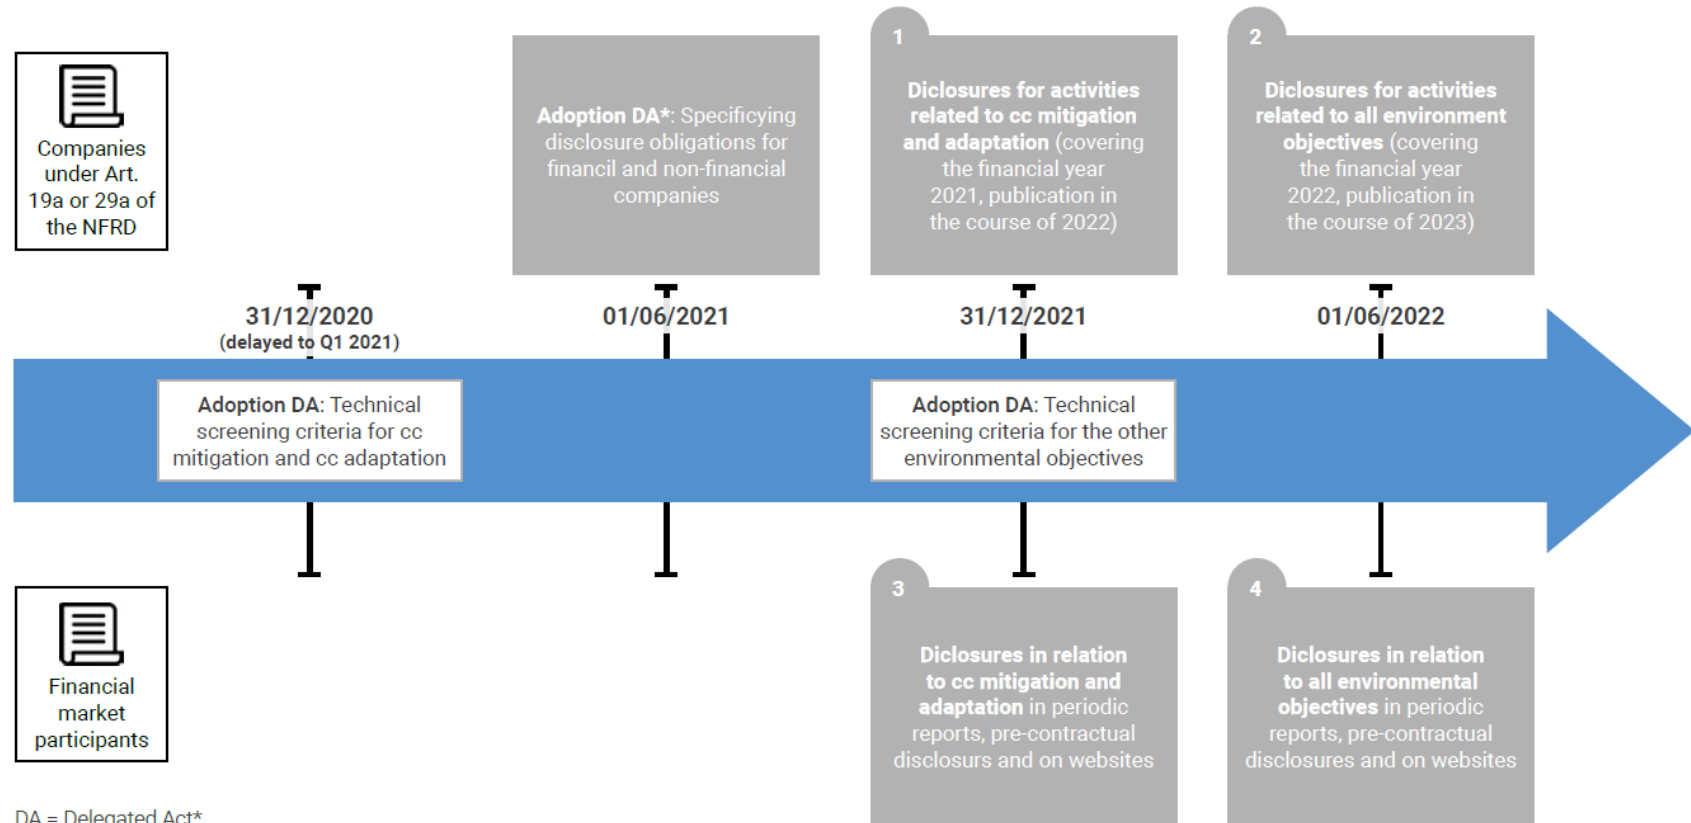 Companies
under Art.
19a or 29a of
the NFRD
Adoption DA*: Specificying
disclosure obligations for
financil and non-financial
companies
1
Diclosures for activities
related to cc mitigation
and adaptation (covering
the financial year
2021, publication in
the course of 2022)
2
Diclosures for activities
related to all environment
objectives (covering
the financial year
2022, publication in
the course of 2023)
31/12/2020
(delayed to Q1 2021)
01/06/2021
31/12/2021
01/06/2022
Adoption DA: Technical
screening criteria for cc
mitigation and cc adaptation
Adoption DA: Technical
screening criteria for the other
environmental objectives
Financial
market
participants
3
Diclosures in relation
to cc mitigation and
adaptation in periodic
reports, pre-contractual
disclosurs and on websites
4
Diclosures in relation
to all environmental
objectives in periodic
reports, pre-contractual
disclosures and on websites
DA = Delegated Act*